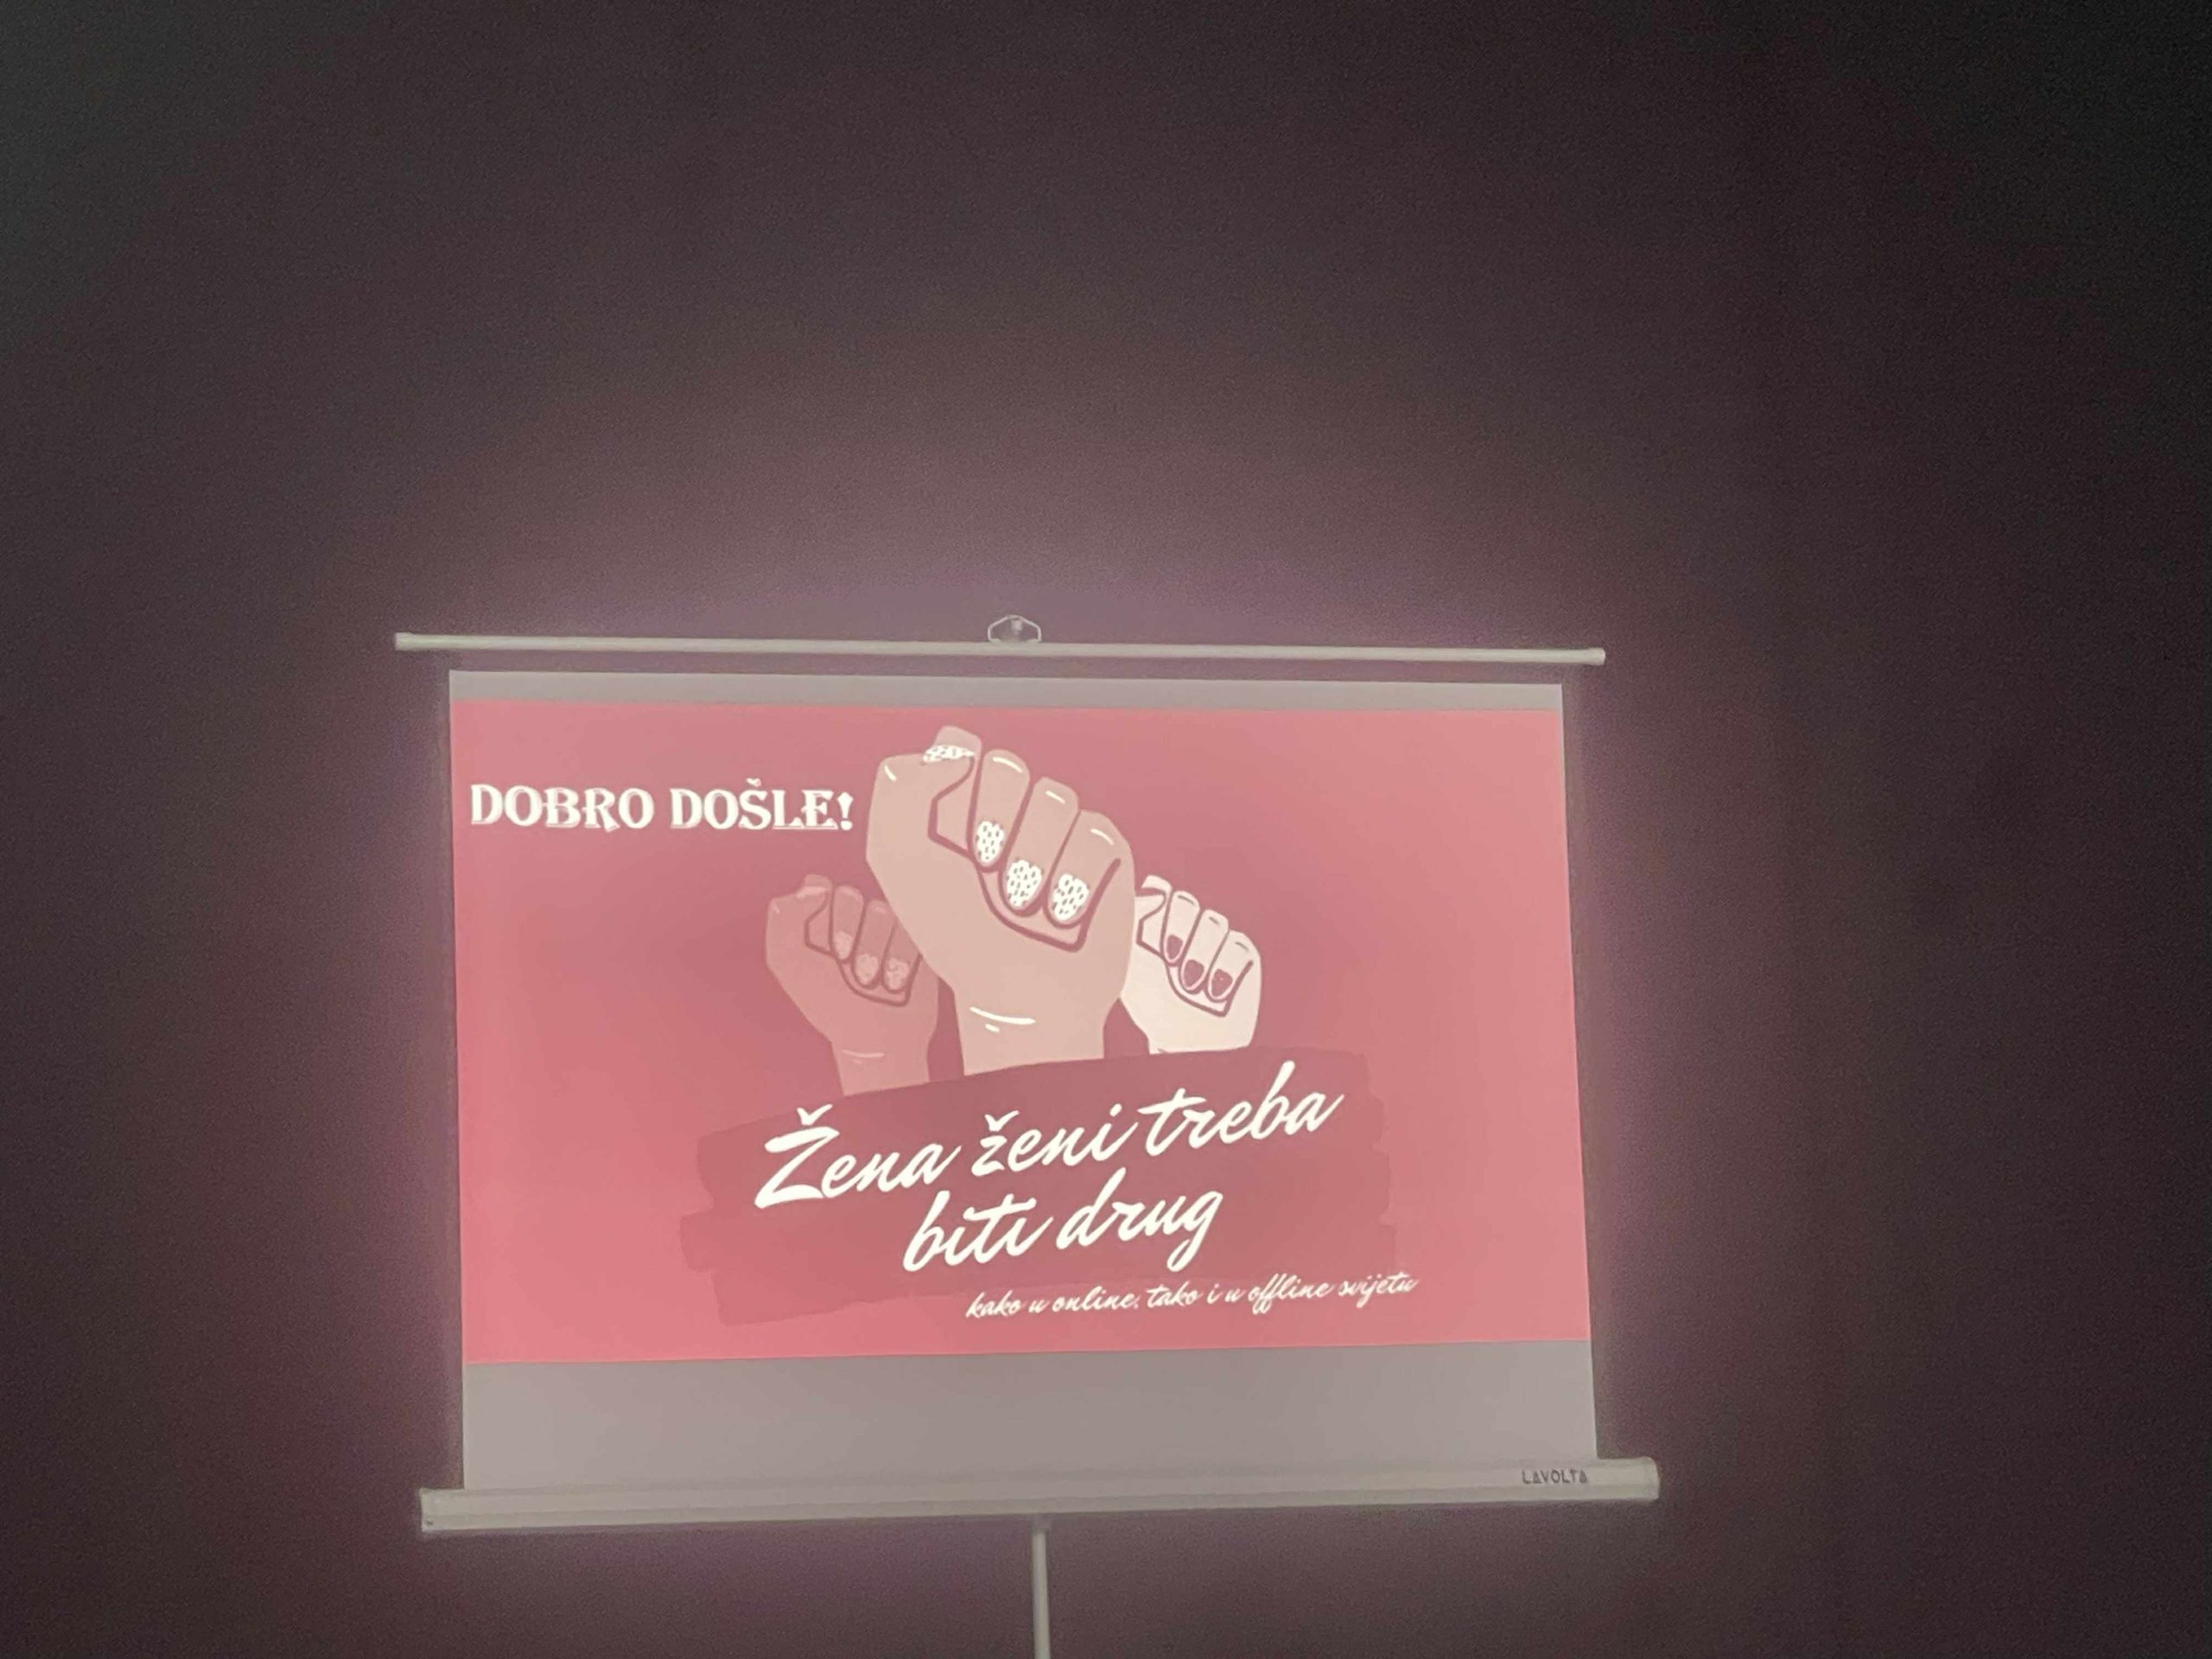 DOBRO DOŠLE!
Žena ženi treba
biti drug
kako u online, tako i u offline svijetu
LAVOLTA